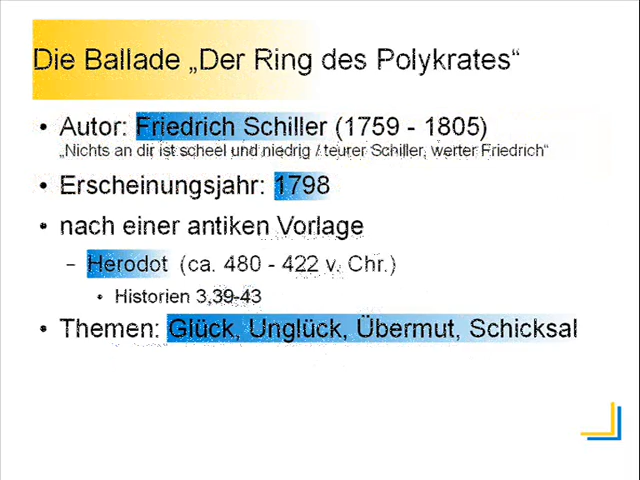 Die Ballade „Der Ring des Polykrates“
• Autor: Friedrich Schiller (1759 - 1805)
„Nichts an dir ist scheel und niedrig / teurer Schiller, werter Friedrich“
• Erscheinungsjahr: 1798
• nach einer antiken Vorlage
– Herodot (ca. 480 - 422 v. Chr.)
• Historien 3,39-43
• Themen: Glück, Unglück, Übermut, Schicksal